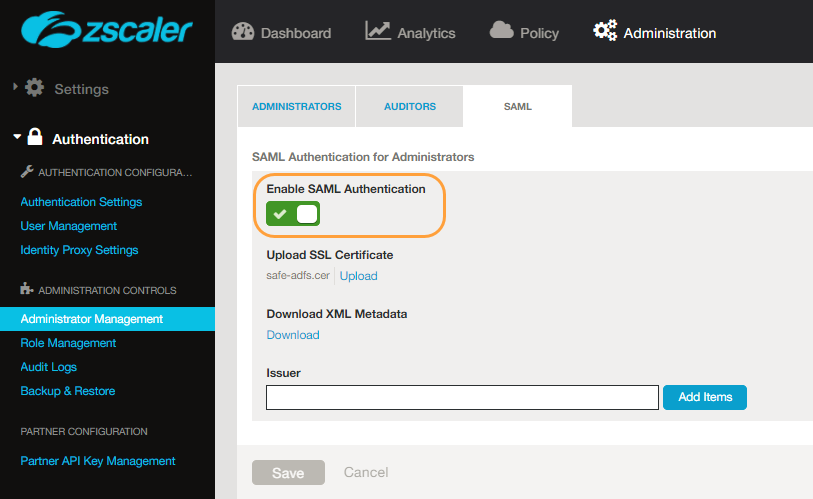 zscaler
Dashboard
Analytics
Policy
Administration
Settings
Authentication
AUTHENTICATION CONFIGURA...
Authentication Settings
User Management
Identity Proxy Settings
ADMINISTRATION CONTROLS
Administrator Management
Role Management
Audit Logs
Backup & Restore
PARTNER CONFIGURATION
Partner API Key Management
ADMINISTRATORS
AUDITORS
SAML
SAML Authentication for Administrators
Enable SAML Authentication
Upload SSL Certificate
safe-adfs.cer Upload
Download XML Metadata
Download
Issuer
Add Items
Save Cancel